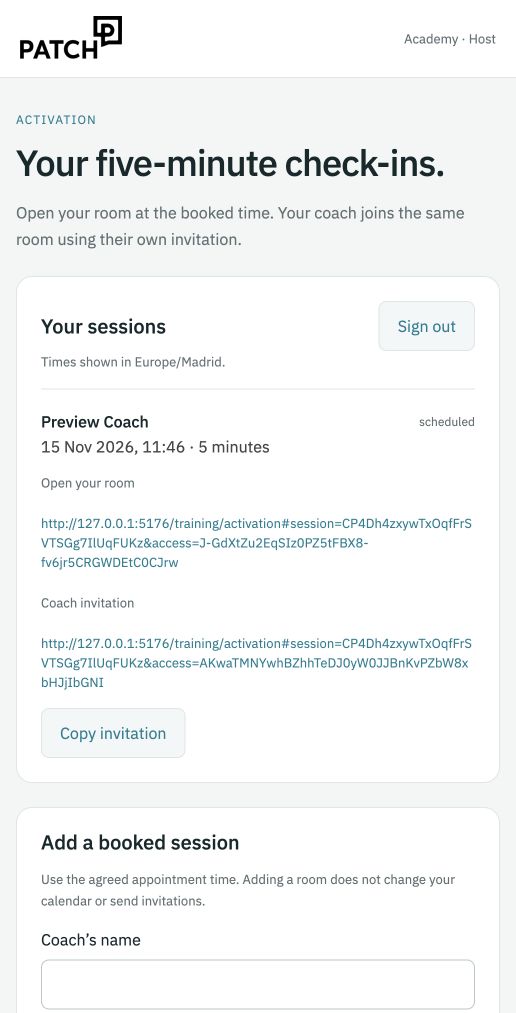 PATCH
Academy · Host
ACTIVATION
Your five-minute check-ins.
Open your room at the booked time. Your coach joins the same
room using their own invitation.
Your sessions
Sign out
Times shown in Europe/Madrid.
Preview Coach
scheduled
15 Nov 2026, 11:46 · 5 minutes
Open your room
http://127.0.0.1:5176/training/activation#session=CP4Dh4zxywTxOqfFrS
VTSGg7IlUqFUKz&access=J-GdXtZu2EqSIz0PZ5tFBX8-
fv6jr5CRGWDEtC0CJrw
Coach invitation
http://127.0.0.1:5176/training/activation#session=CP4Dh4zxywTxOqfFrS
VTSGg7IlUqFUKz&access=AKwaTMNYwhBZhhTeDJ0yW0JJBnKvPZbW8x
bHJjIbGNI
Copy invitation
Add a booked session
Use the agreed appointment time. Adding a room does not change your
calendar or send invitations.
Coach’s name